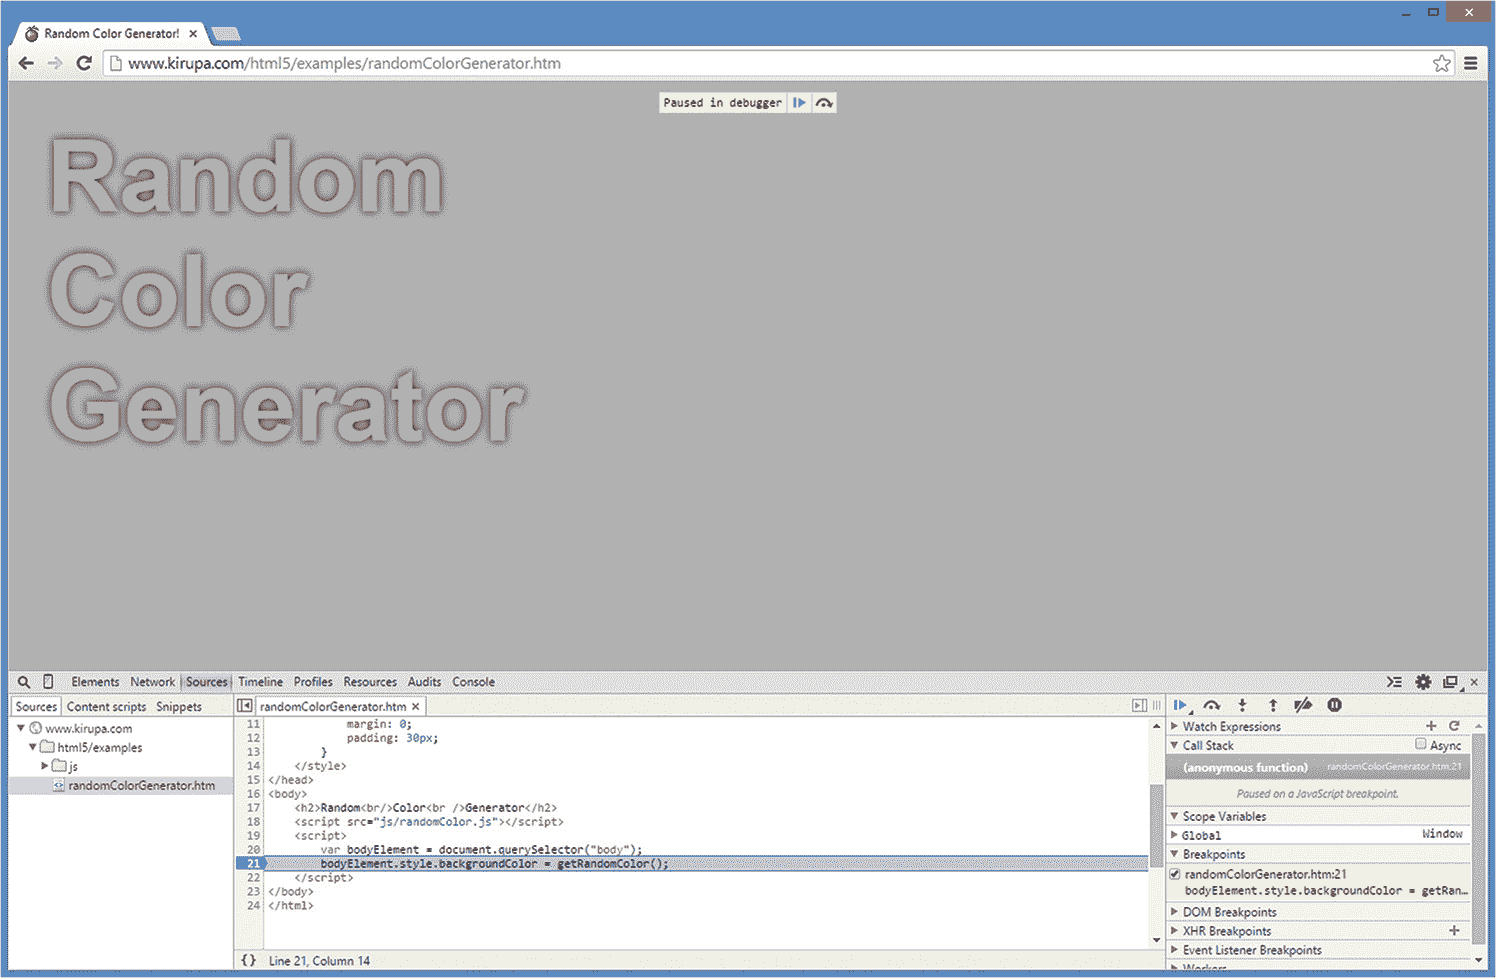 Random Color Generator!
www.kirupa.com/html5/examples/randomColorGenerator.htm
Paused in debugger
Random
Color
Generator
Elements Network Sources Timeline Profiles Resources Audits Console
Sources Content scripts Snippets
www.kirupa.com
html5/examples
js
randomColorGenerator.htm
randomColorGenerator.htm
11 margin: 0;
12 padding: 30px;
13 }
14 </style>
15 </head>
16 <body>
17 <h2>Random<br/>Color<br />Generator</h2>
18 <script src="js/randomColor.js"></script>
19 <script>
20 var bodyElement = document.querySelector("body");
21 bodyElement.style.backgroundColor = getRandomColor();
22 </script>
23 </body>
24 </html>
{} Line 21, Column 14
Watch Expressions
Call Stack Async
(anonymous function) randomColorGenerator.htm:21
Paused on a JavaScript breakpoint.
Scope Variables
Global Window
Breakpoints
randomColorGenerator.htm:21
bodyElement.style.backgroundColor = getRan…
DOM Breakpoints
XHR Breakpoints
Event Listener Breakpoints
Workers